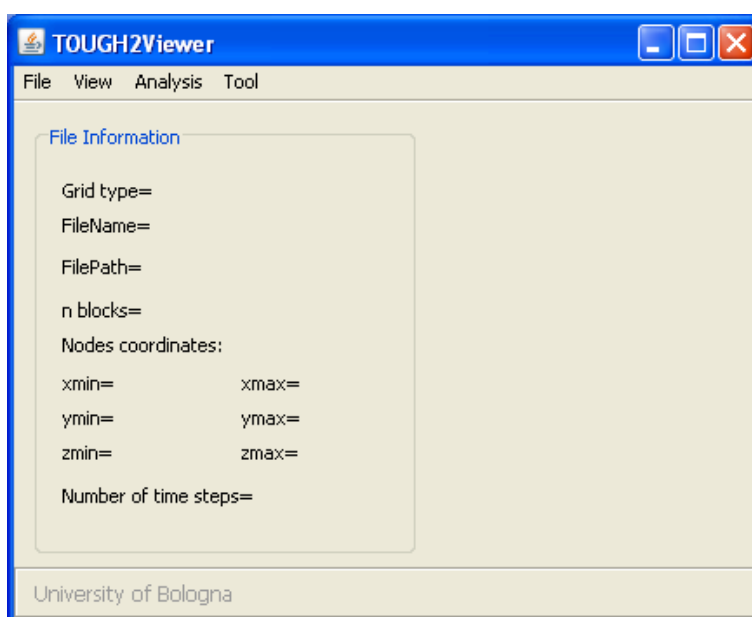 TOUGH2Viewer
File View Analysis Tool
File Information
Grid type=
FileName=
FilePath=
n blocks=
Nodes coordinates:
xmin= xmax=
ymin= ymax=
zmin= zmax=
Number of time steps=
University of Bologna